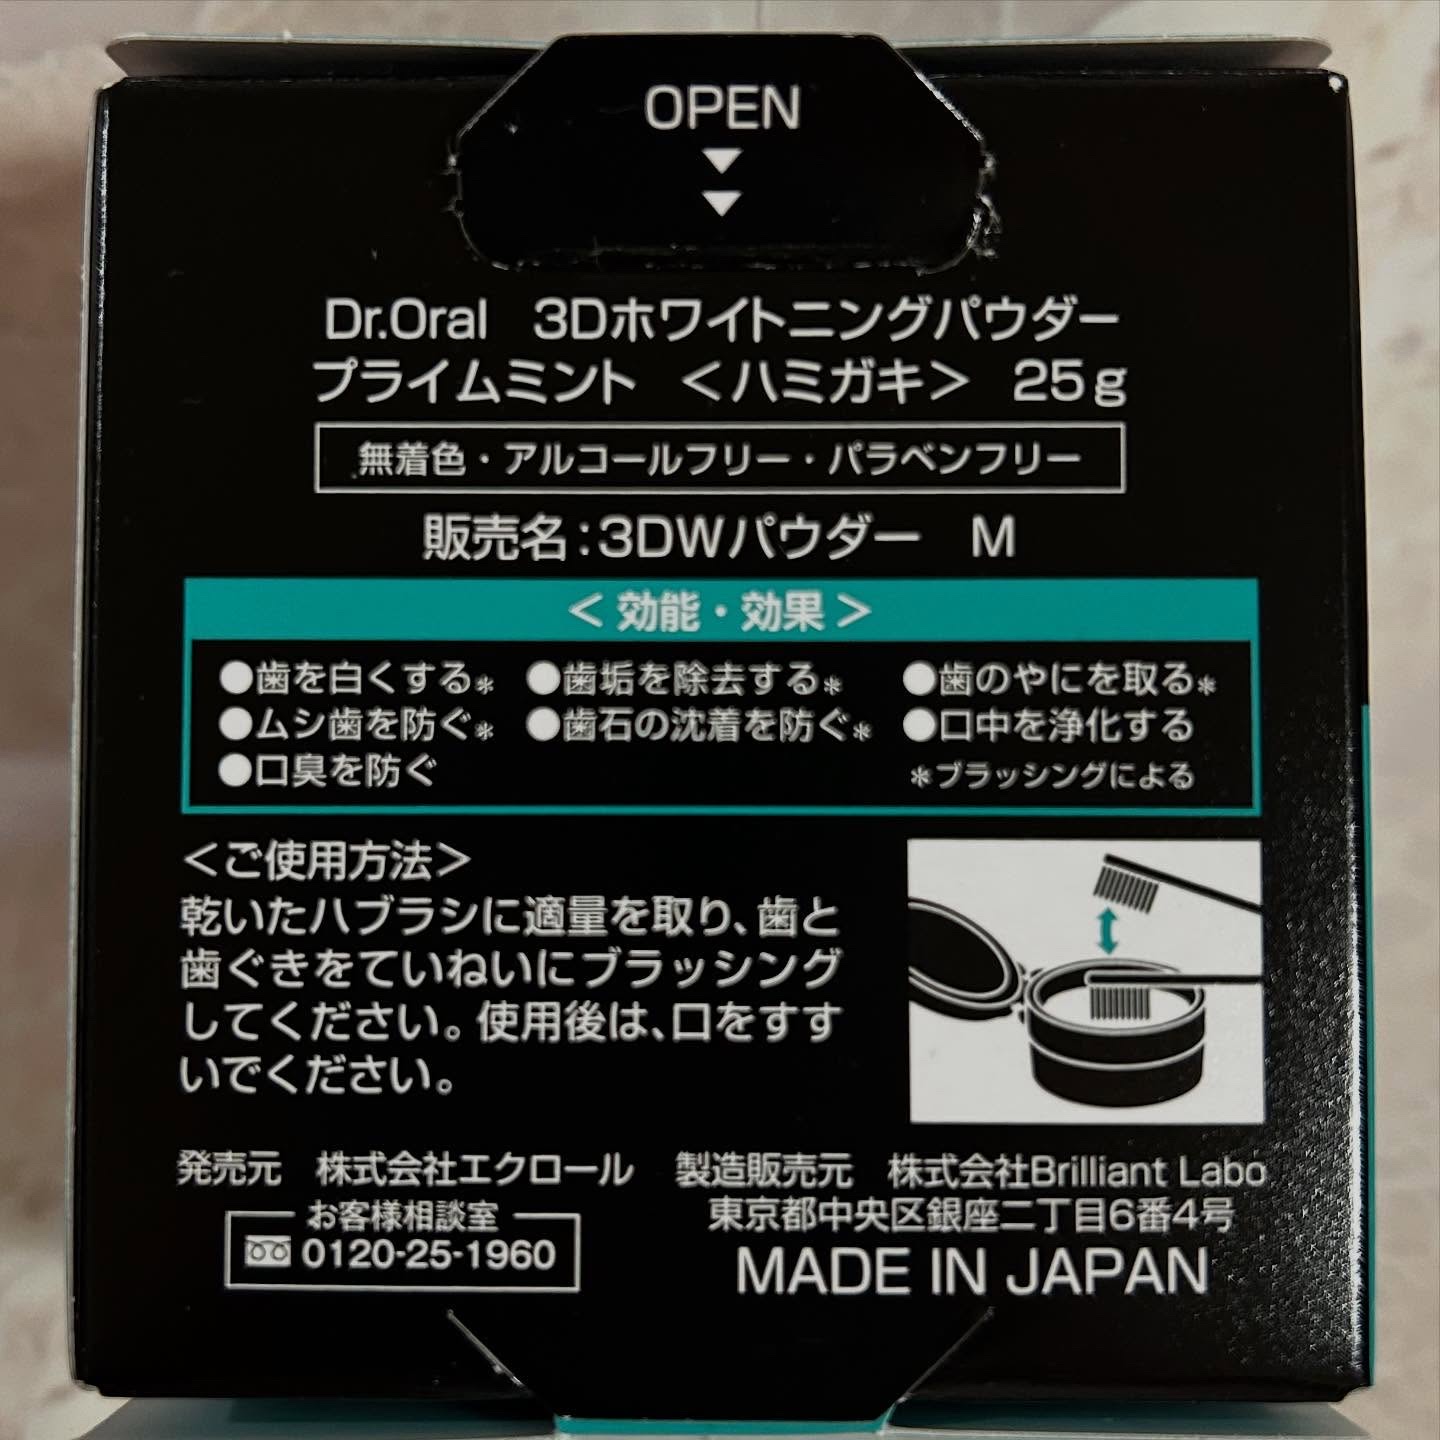 OPEN
Dr.Oral 3Dホワイトニングパウダー
プライムミント <ハミガキ> 25g
無着色・アルコールフリー・パラベンフリー
販売名:3DWパウダー M
<効能・効果>
●歯を白くする* ●歯垢を除去する* ●歯のやにを取る*
●ムシ歯を防ぐ* ●歯石の沈着を防ぐ* ●口中を浄化する
●口臭を防ぐ *ブラッシングによる
<ご使用方法>
乾いたハブラシに適量を取り、歯と
歯ぐきをていねいにブラッシング
してください。使用後は、口をすす
いでください。
発売元 株式会社エクロール 製造販売元 株式会社Brilliant Labo
お客様相談室 東京都中央区銀座二丁目6番4号
0120-25-1960 MADE IN JAPAN